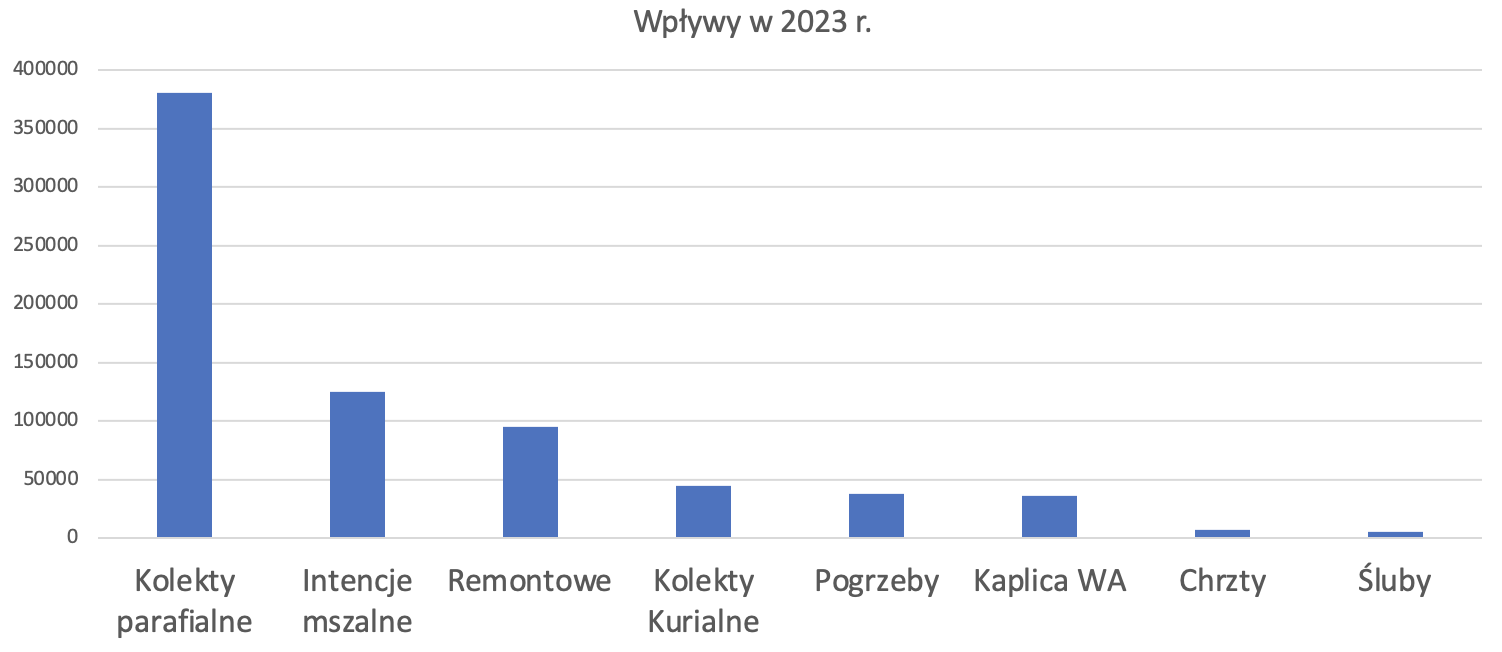 Wpływy w 2023 r.
400000
350000
300000
250000
200000
150000
100000
50000
0
Kolekty parafialne
Intencje mszalne
Remontowe
Kolekty Kurialne
Pogrzeby
Kaplica WA
Chrzty
Śluby